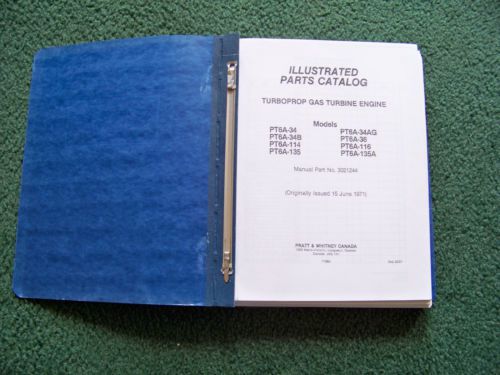 ILLUSTRATED
PARTS CATALOG
TURBOPROP GAS TURBINE ENGINE
Models
PT6A-34 PT6A-34AG
PT6A-34B PT6A-36
PT6A-114 PT6A-116
PT6A-135 PT6A-135A
Manual Part No. 3021244
(Originally Issued 15 June 1971)
PRATT & WHITNEY CANADA